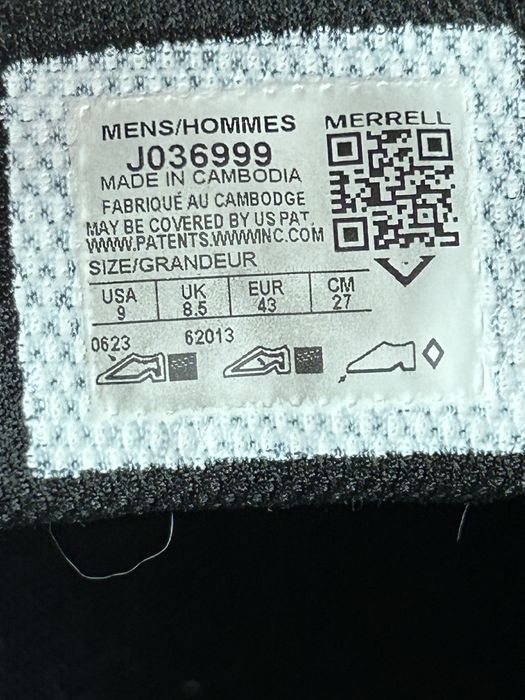 MENS/HOMMES MERRELL
J036999
MADE IN CAMBODIA
FABRIQUÉ AU CAMBODGE
MAY BE COVERED BY US PAT.
WWW.PATENTS.WWWINC.COM
SIZE/GRANDEUR
USA UK EUR CM
9 8.5 43 27
0623 62013